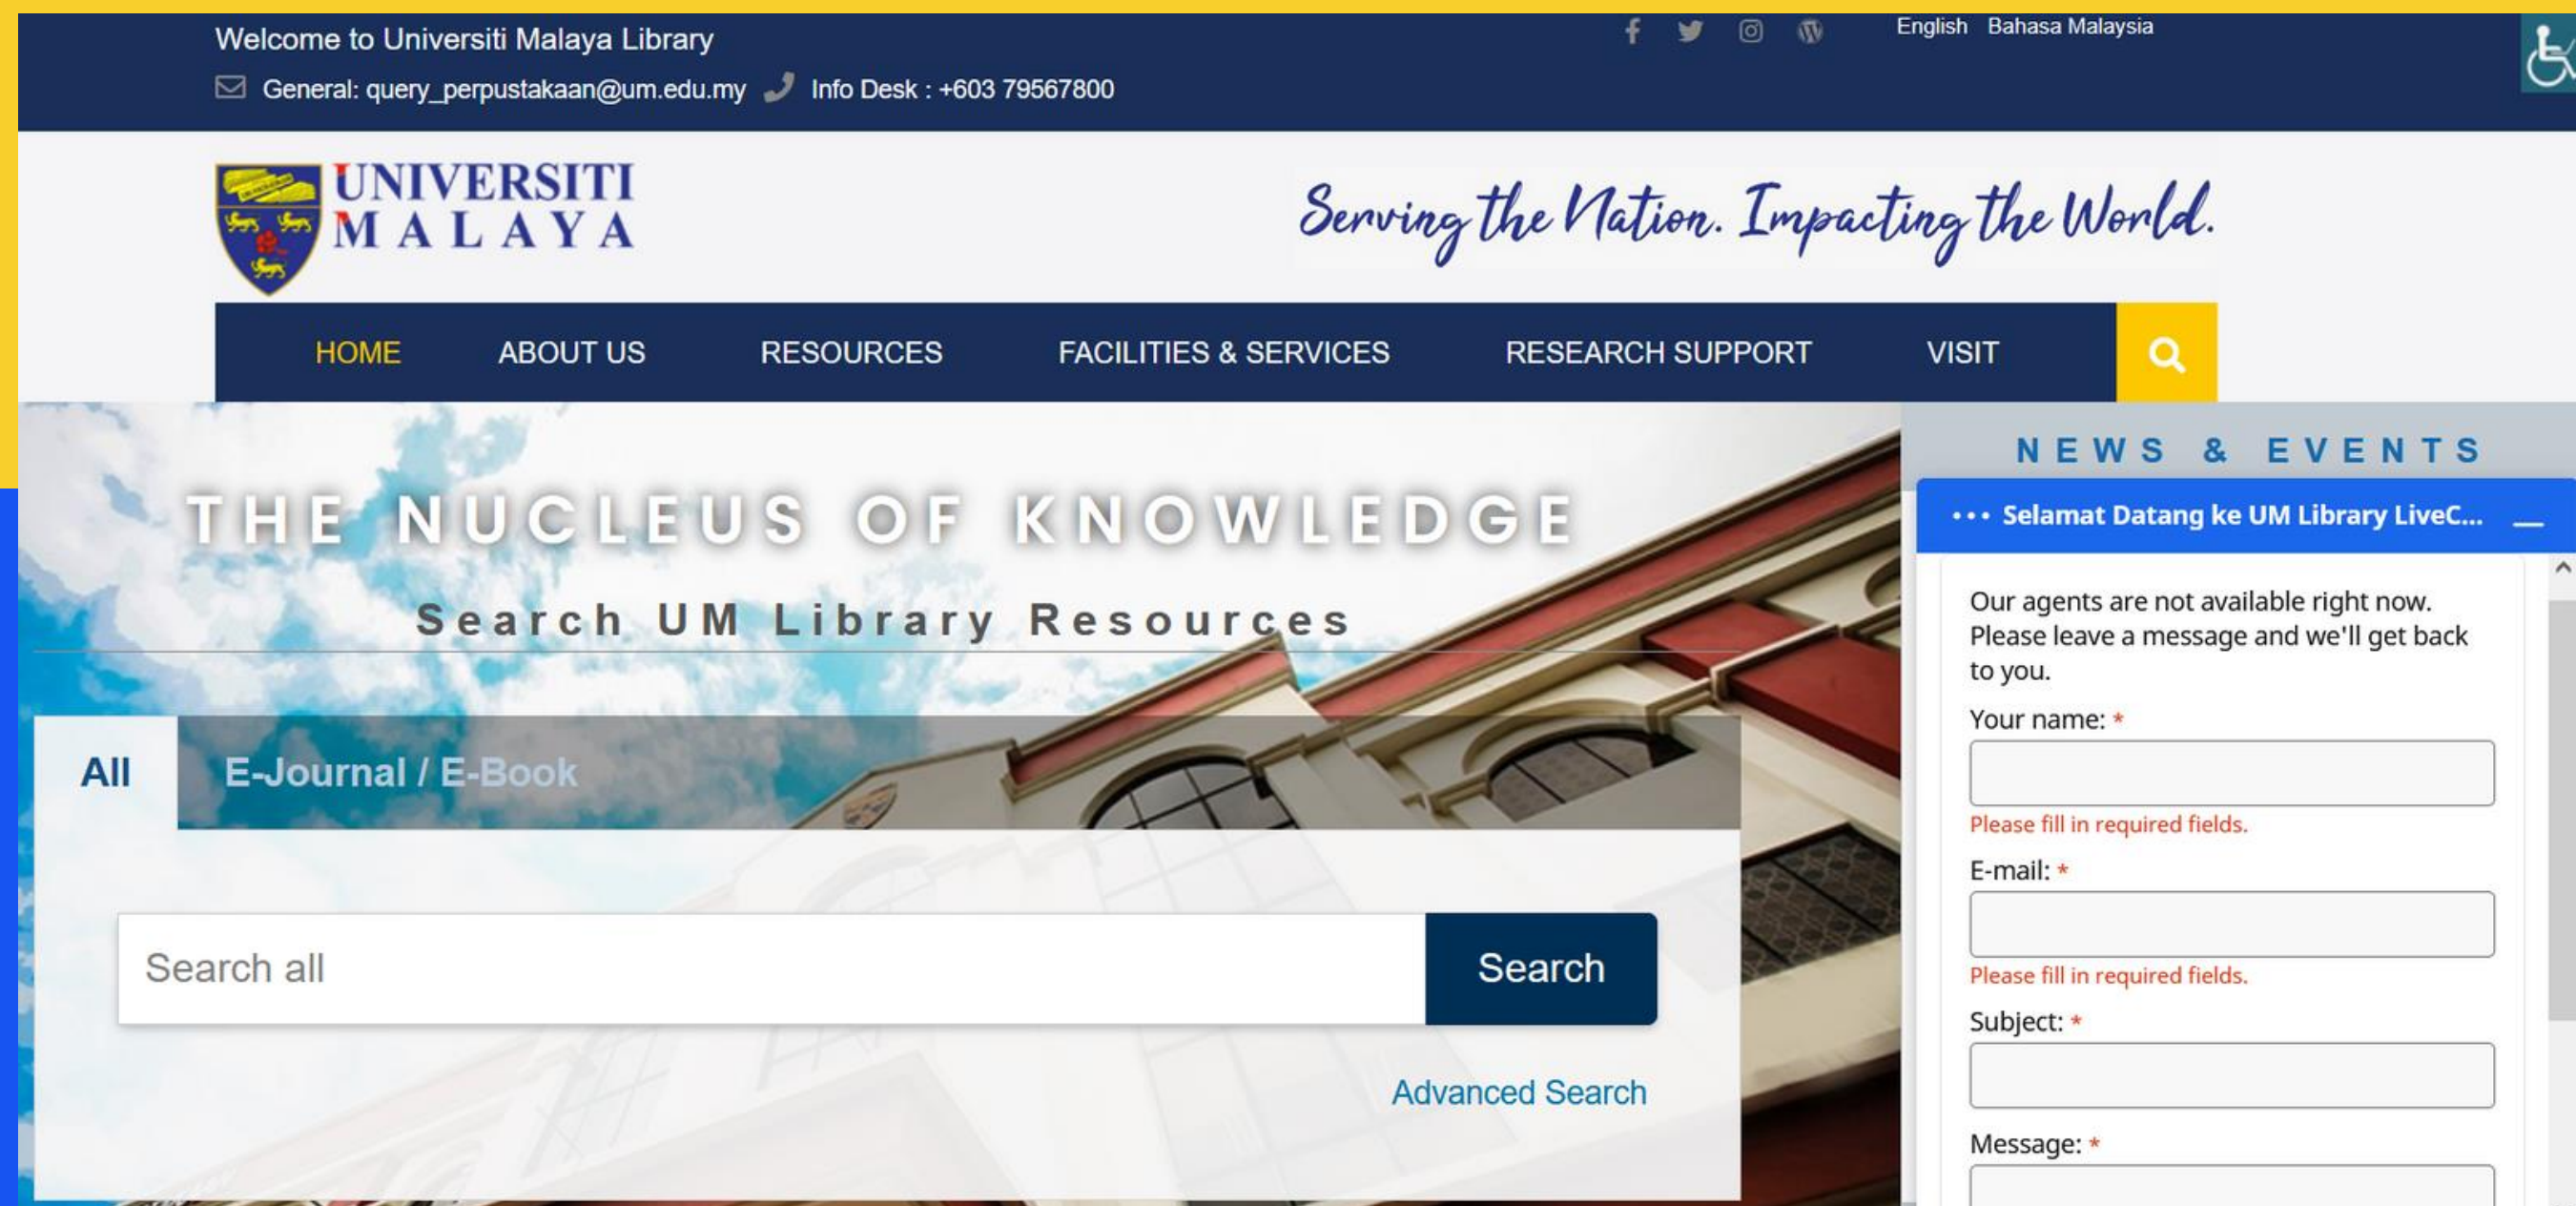 Welcome to Universiti Malaya Library
English Bahasa Malaysia
General: query_perpustakaan@um.edu.my Info Desk : +603 79567800
UNIVERSITI
MALAYA
Serving the Nation. Impacting the World.
HOME ABOUT US RESOURCES FACILITIES & SERVICES RESEARCH SUPPORT VISIT
THE NUCLEUS OF KNOWLEDGE
Search UM Library Resources
All E-Journal / E-Book
Search all Search
Advanced Search
NEWS & EVENTS
••• Selamat Datang ke UM Library LiveC...
Our agents are not available right now.
Please leave a message and we'll get back
to you.
Your name: *
Please fill in required fields.
E-mail: *
Please fill in required fields.
Subject: *
Message: *